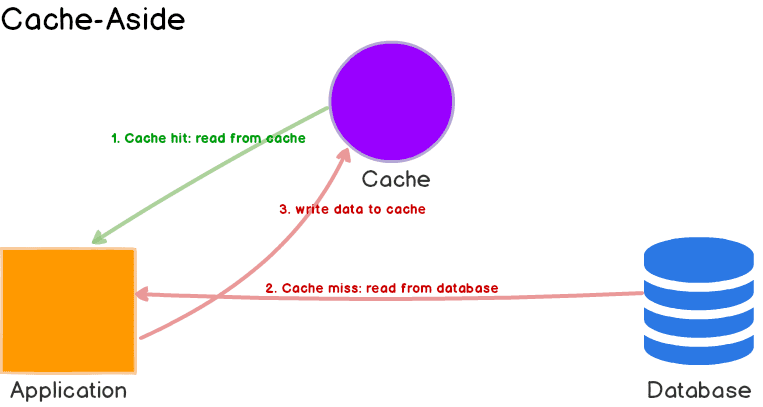 Cache-Aside
1. Cache hit: read from cache
Cache
3. write data to cache
2. Cache miss: read from database
Application
Database